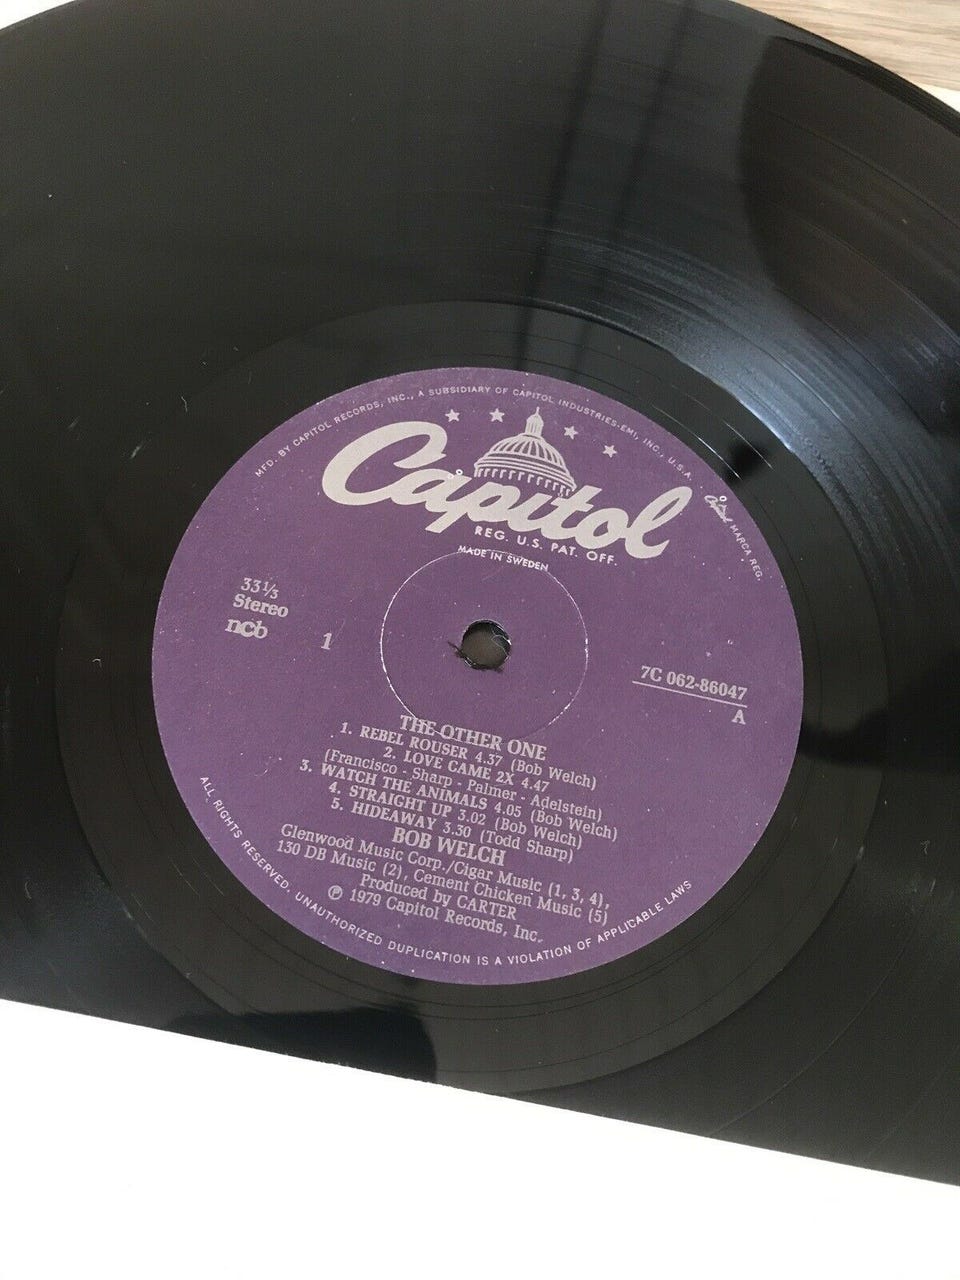 MFD. BY CAPITOL RECORDS, INC., A SUBSIDIARY OF CAPITOL INDUSTRIES-EMI, INC., U.S.A.
Capitol MARCA REG.
Capitol
REG. U.S. PAT. OFF.
MADE IN SWEDEN
33⅓
Stereo
ncb
1
7C 062-86047
A
THE OTHER ONE
1. REBEL ROUSER 4.37 (Bob Welch)
2. LOVE CAME 2X 4.47
(Francisco - Sharp - Palmer - Adelstein)
3. WATCH THE ANIMALS 4.05 (Bob Welch)
4. STRAIGHT UP 3.02 (Bob Welch)
5. HIDEAWAY 3.30 (Todd Sharp)
BOB WELCH
Glenwood Music Corp./Cigar Music (1, 3, 4),
130 DB Music (2), Cement Chicken Music (5)
Produced by CARTER
℗ 1979 Capitol Records, Inc.
ALL RIGHTS RESERVED. UNAUTHORIZED DUPLICATION IS A VIOLATION OF APPLICABLE LAWS